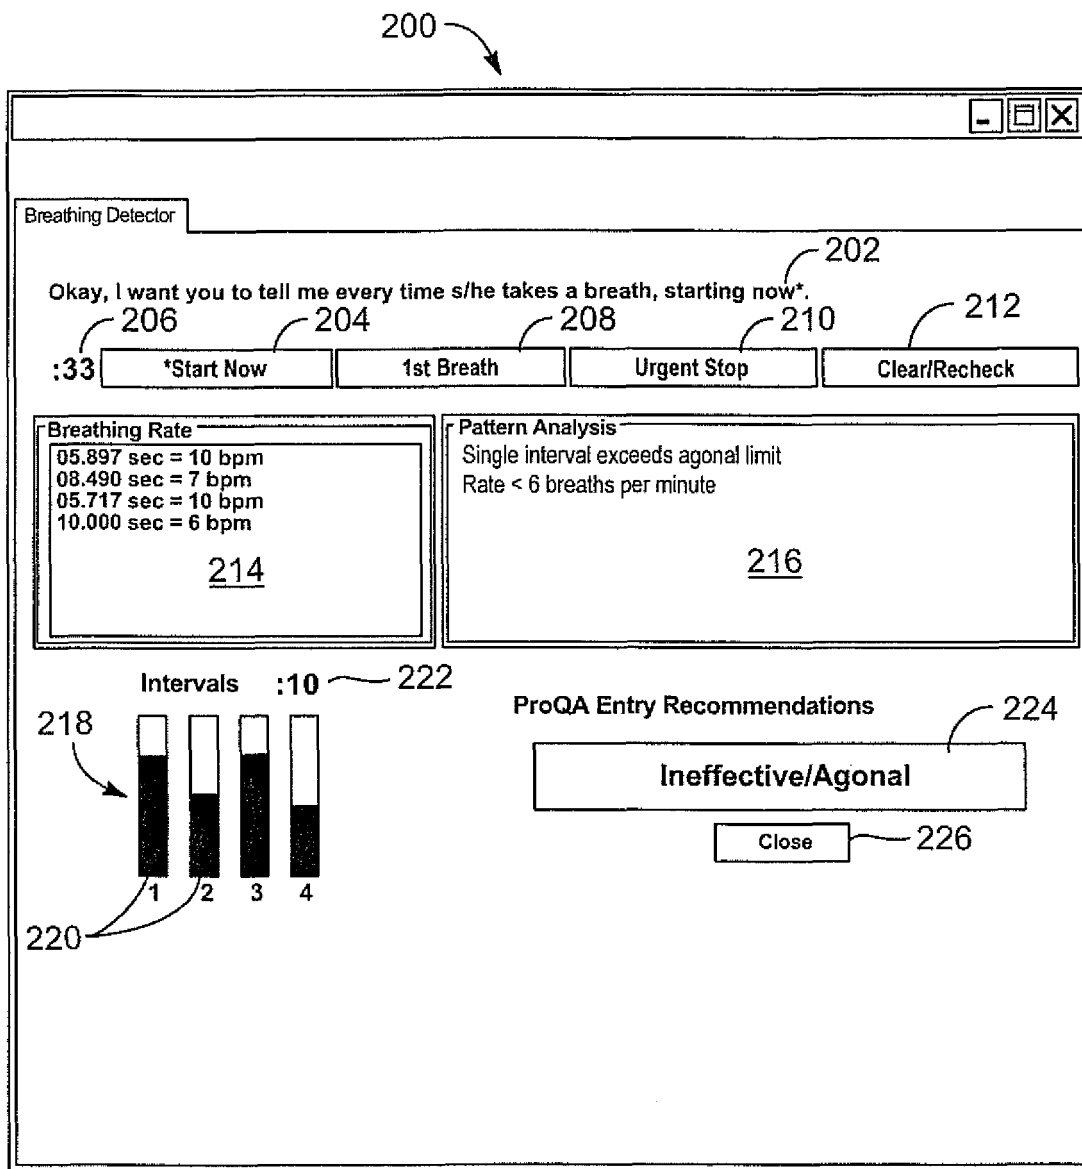 200
Breathing Detector
202
Okay, I want you to tell me every time s/he takes a breath, starting now*.
206 204 208 210 212
:33 *Start Now 1st Breath Urgent Stop Clear/Recheck
Breathing Rate
05.897 sec = 10 bpm
08.490 sec = 7 bpm
05.717 sec = 10 bpm
10.000 sec = 6 bpm
214
Pattern Analysis
Single interval exceeds agonal limit
Rate < 6 breaths per minute
216
Intervals :10 222
218
1 2 3 4
220
ProQA Entry Recommendations
224
Ineffective/Agonal
Close 226